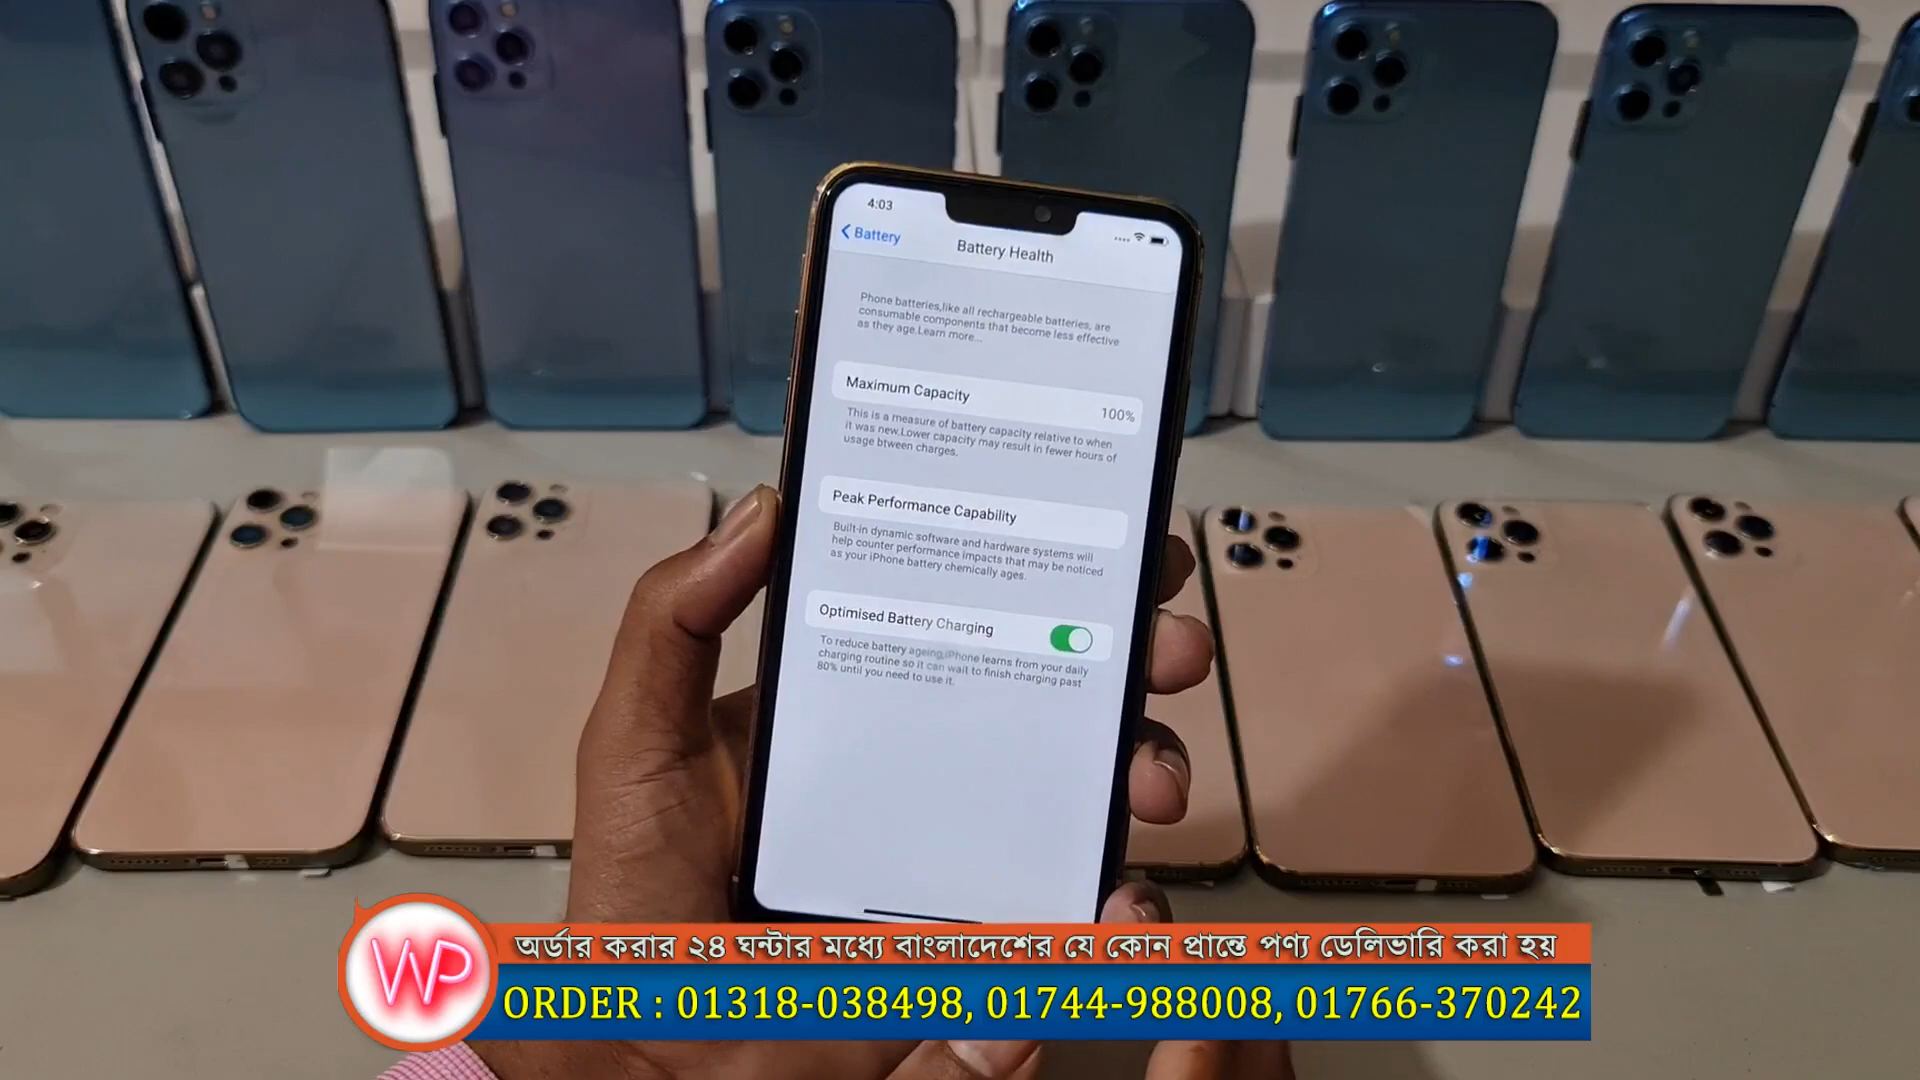 4:03
Battery
Battery Health
Phone batteries,like all rechargeable batteries, are
consumable components that become less effective
as they age.Learn more...
Maximum Capacity
100%
This is a measure of battery capacity relative to when
it was new.Lower capacity may result in fewer hours of
usage btween charges.
Peak Performance Capability
Built-in dynamic software and hardware systems will
help counter performance impacts that may be noticed
as your iPhone battery chemically ages.
Optimised Battery Charging
To reduce battery ageing,iPhone learns from your daily
charging routine so it can wait to finish charging past
80% until you need to use it.
WP
অর্ডার করার ২৪ ঘন্টার মধ্যে বাংলাদেশের যে কোন প্রান্তে পণ্য ডেলিভারি করা হয়
ORDER : 01318-038498, 01744-988008, 01766-370242